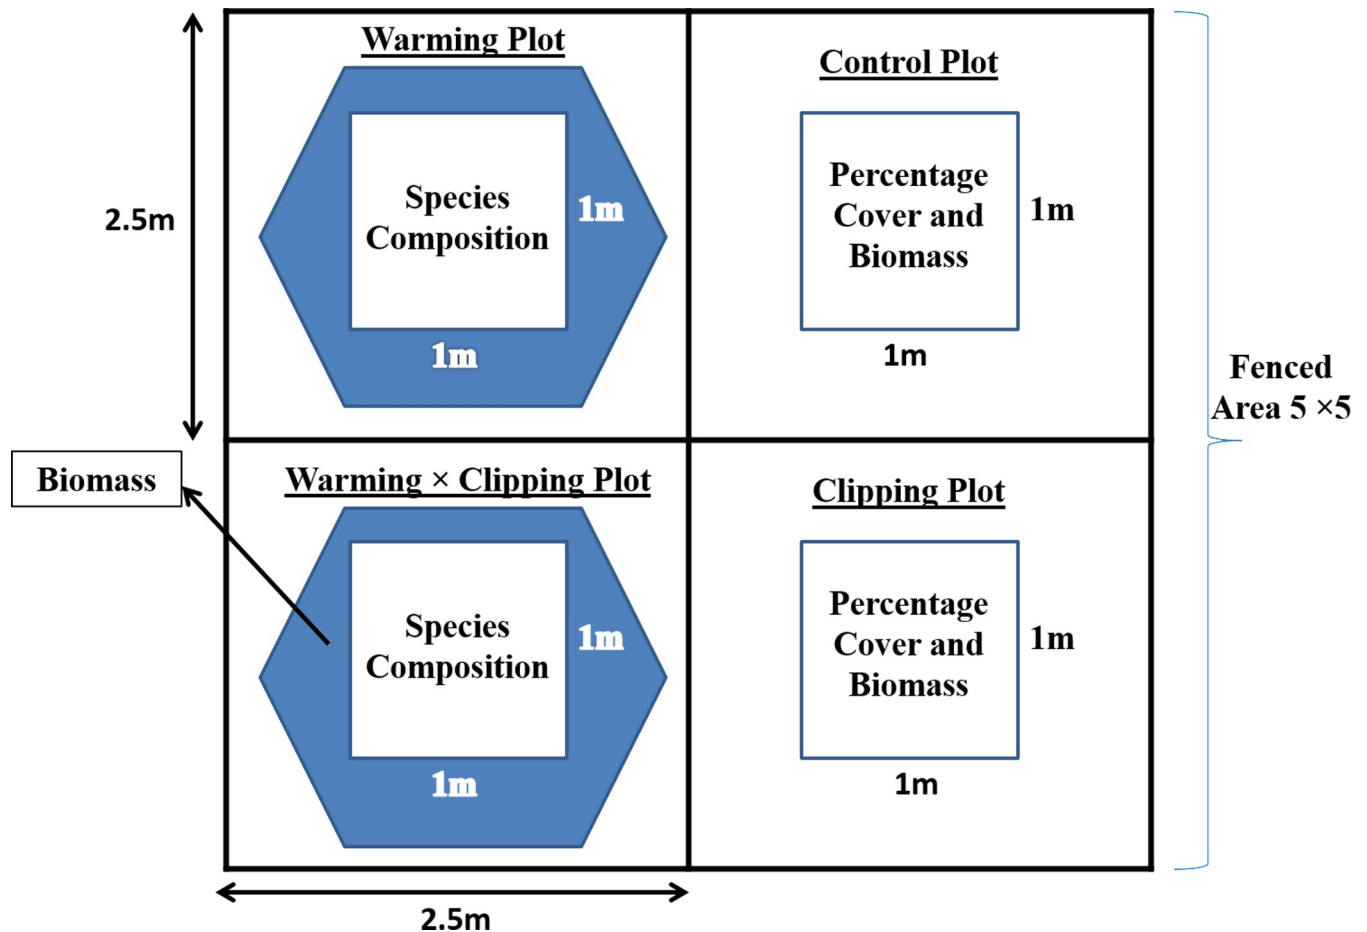 Warming Plot
Control Plot
Species
Composition
1m
1m
Percentage
Cover and
Biomass
1m
1m
2.5m
Fenced
Area 5 ×5
Biomass
Warming × Clipping Plot
Clipping Plot
Species
Composition
1m
1m
Percentage
Cover and
Biomass
1m
1m
2.5m